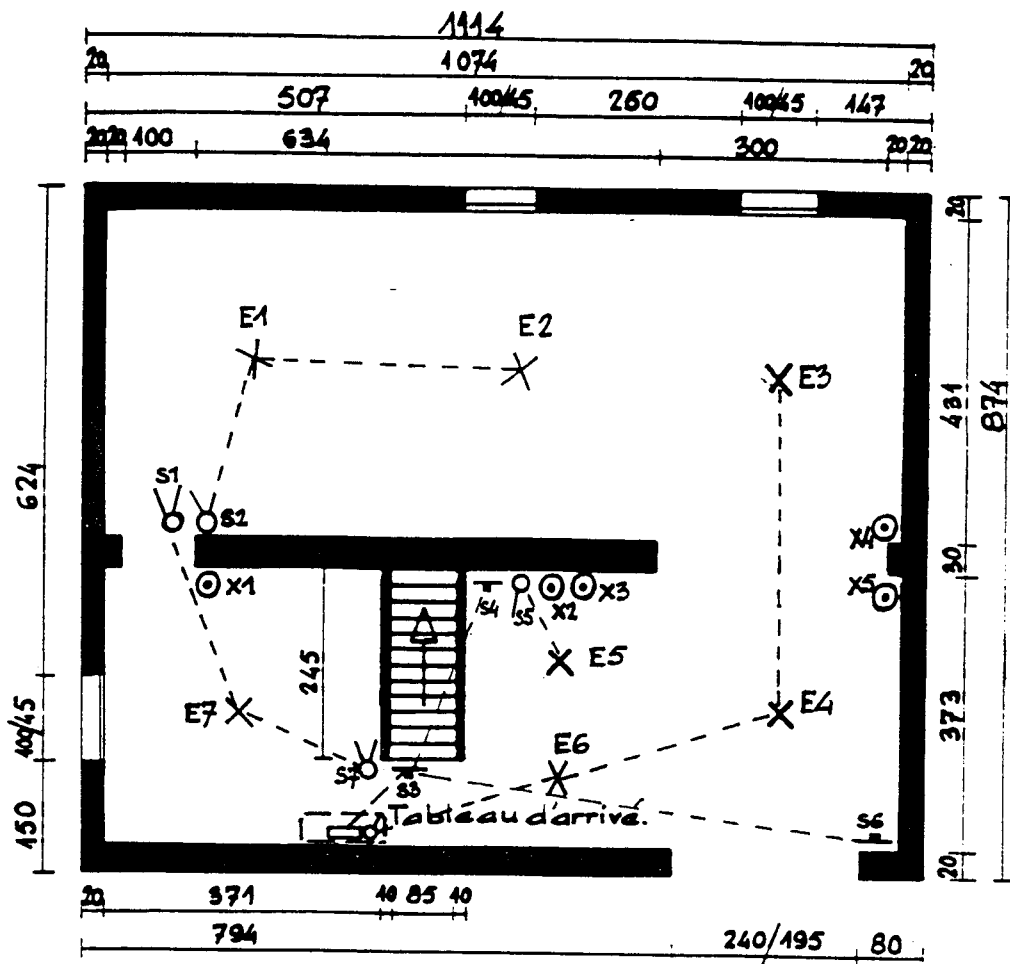 1114
20 1074 20
507 100/45 260 100/45 147
20 20 100 634 300 20 20
20
E1 E2
E3
431
874
624
S1 S2
X4
30
X1 S4 S5 X2 X3 X5
245
E5
373
E7 E4
100/45
E6
S7 S3
Tableau d'arrivé.
S6
150
20
20 371 10 85 10
794 240/195 80